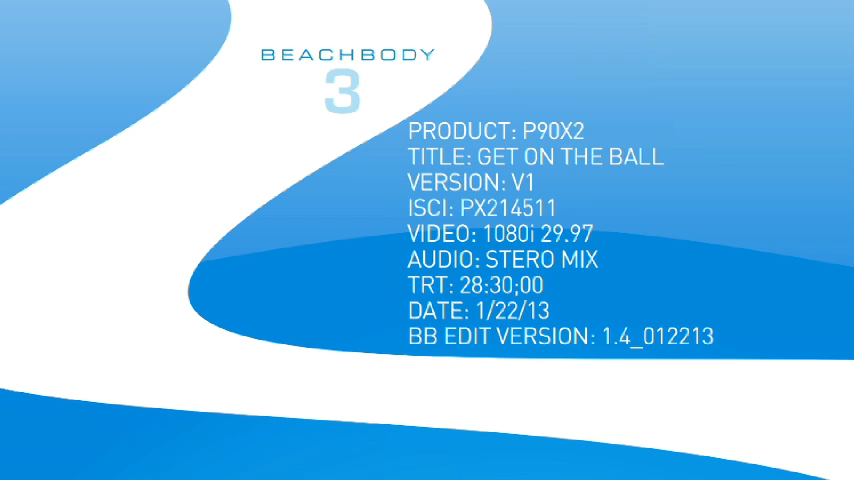 BEACHBODY
3
PRODUCT: P90X2
TITLE: GET ON THE BALL
VERSION: V1
ISCI: PX214511
VIDEO: 1080i 29.97
AUDIO: STERO MIX
TRT: 28:30;00
DATE: 1/22/13
BB EDIT VERSION: 1.4_012213